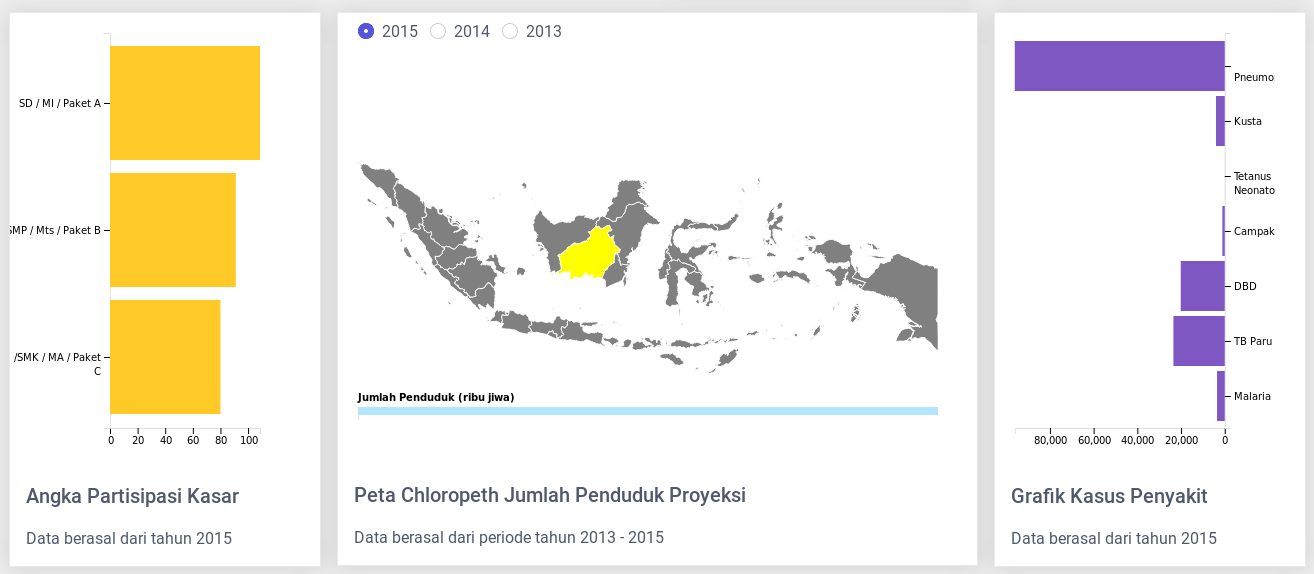 SD / MI / Paket A
SMP / Mts / Paket B
/SMK / MA / Paket
C
0 20 40 60 80 100
Angka Partisipasi Kasar
Data berasal dari tahun 2015
2015 2014 2013
Jumlah Penduduk (ribu jiwa)
Peta Chloropeth Jumlah Penduduk Proyeksi
Data berasal dari periode tahun 2013 - 2015
Pneumo
Kusta
Tetanus
Neonato
Campak
DBD
TB Paru
Malaria
80,000 60,000 40,000 20,000 0
Grafik Kasus Penyakit
Data berasal dari tahun 2015